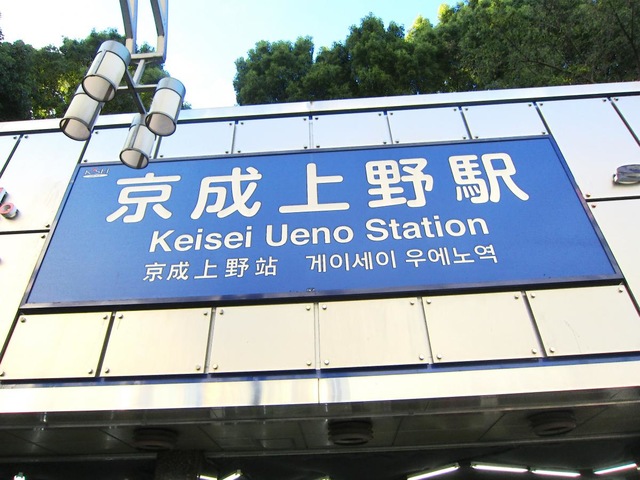 KEISEI
京成上野駅
Keisei Ueno Station
京成上野站 게이세이 우에노역